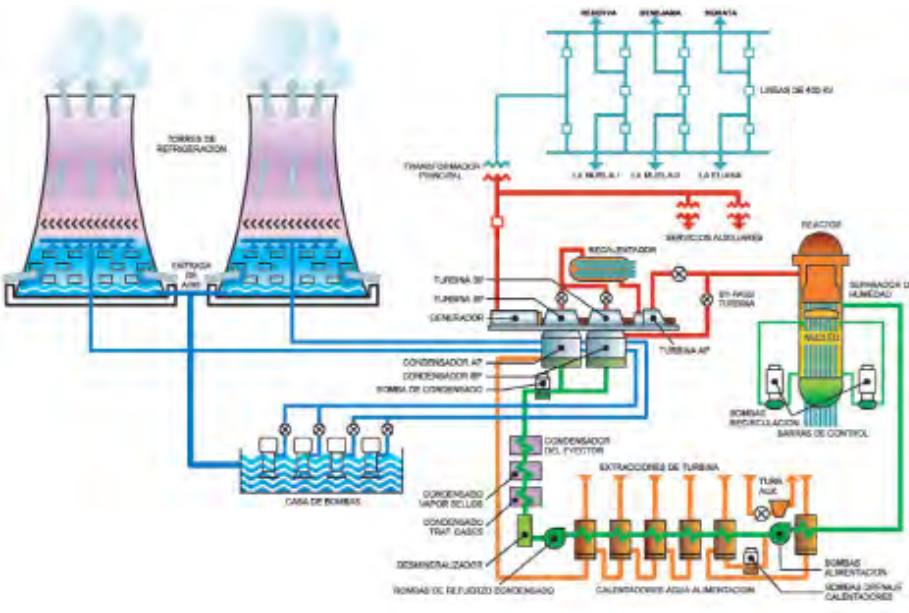 REQUENA
BENEJAMA
MORATA
LINEAS DE 400 KV
TORRES DE
REFRIGERACION
TRANSFORMADOR
PRINCIPAL
LA MUELA I
LA MUELA II
LA ELIANA
SERVICIOS AUXILIARES
REACTOR
ENTRADA
DE
AIRE
RECALENTADOR
SEPARADOR D
HUMEDAD
TURBINA BP
TURBINA BP
BY-PASS
TURBINA
GENERADOR
NUCLEO
TURBINA AP
CONDENSADOR AP
CONDENSADOR BP
BOMBA DE CONDENSADO
BOMBAS
RECIRCULACION
BARRAS DE CONTROL
CONDENSADOR
DEL EYECTOR
EXTRACCIONES DE TURBINA
TURB.
AUX.
CASA DE BOMBAS
CONDENSADO
VAPOR SELLOS
CONDENSADO
TRAT. GASES
DESMINERALIZADOR
BOMBAS DE REFUERZO CONDENSADO
CALENTADORES AGUA ALIMENTACION
BOMBAS
ALIMENTACION
BOMBAS DRENAJE
CALENTADORES